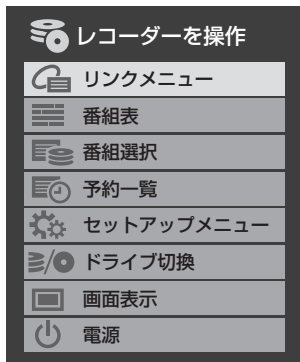 レコーダーを操作
リンクメニュー
番組表
番組選択
予約一覧
セットアップメニュー
ドライブ切換
画面表示
電源